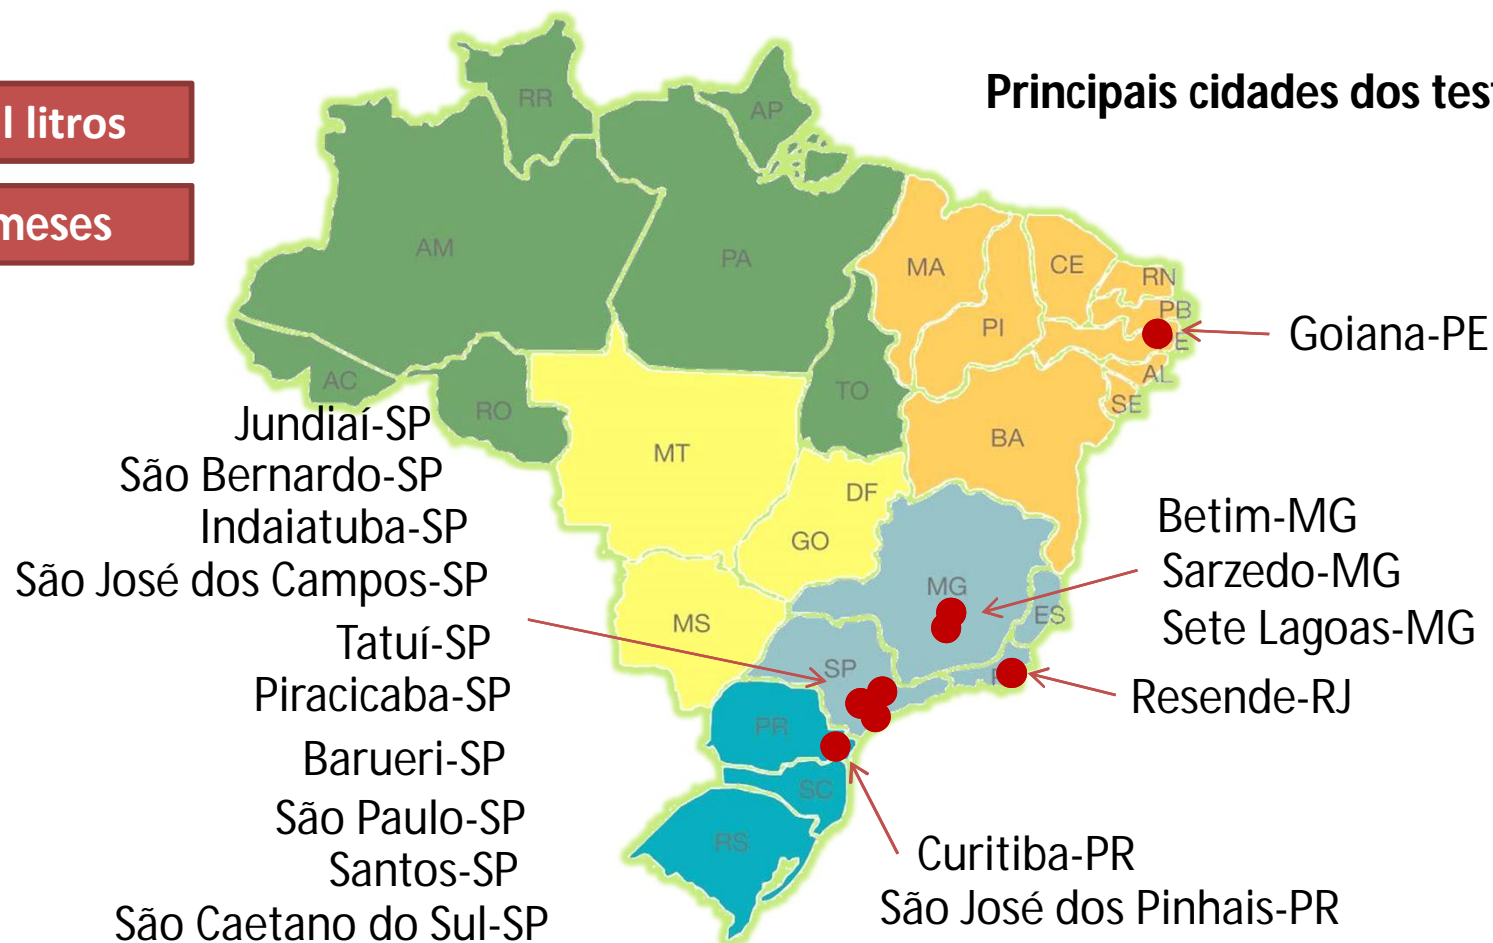 l litros
meses
Principais cidades dos tes
RR
AP
AM
PA
MA
CE
RN
PB
PI
E
Goiana-PE
AC
TO
AL
RO
SE
BA
MT
DF
GO
MG
ES
MS
SP
PR
SC
RS
Jundiaí-SP
São Bernardo-SP
Indaiatuba-SP
São José dos Campos-SP
Tatuí-SP
Piracicaba-SP
Barueri-SP
São Paulo-SP
Santos-SP
São Caetano do Sul-SP
Betim-MG
Sarzedo-MG
Sete Lagoas-MG
Resende-RJ
Curitiba-PR
São José dos Pinhais-PR